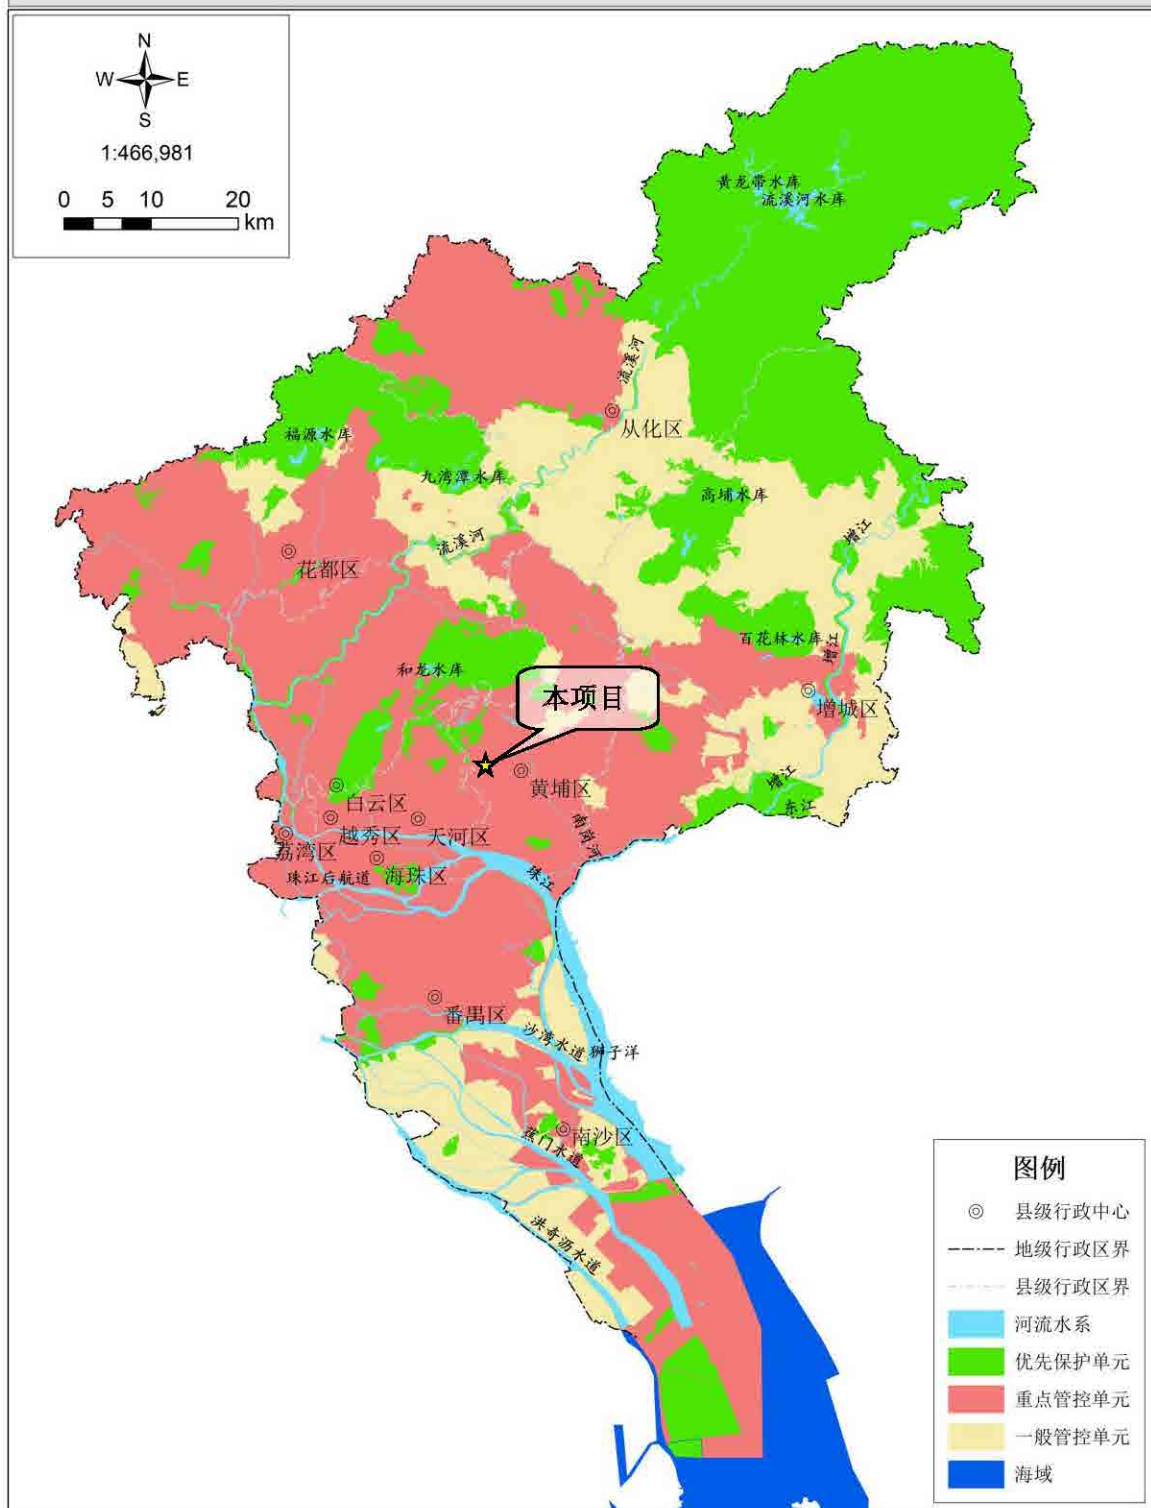 N
W E
S
1:466,981
0 5 10 20
km
黄龙带水库
流溪河水库
流溪河
从化区
福源水库
九湾潭水库
高埔水库
流溪河
增江
花都区
百花林水库
增江
和龙水库
本项目
增城区
黄埔区
增江
东江
白云区
越秀区
天河区
南岗河
荔湾区
珠江后航道
海珠区
珠江
番禺区
沙湾水道
狮子洋
南沙区
蕉门水道
洪奇沥水道
图例
县级行政中心
地级行政区界
县级行政区界
河流水系
优先保护单元
重点管控单元
一般管控单元
海域